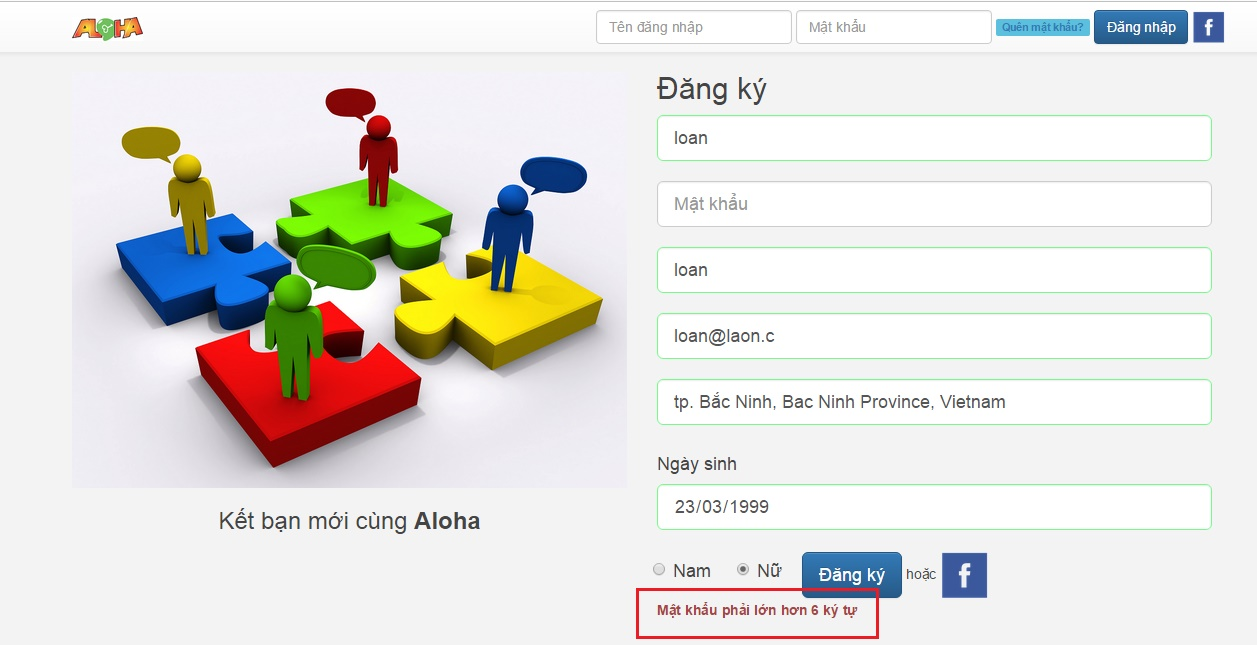 ALOHA
Tên đăng nhập
Mật khẩu
Quên mật khẩu?
Đăng nhập
f
Đăng ký
loan
Mật khẩu
loan
loan@laon.c
tp. Bắc Ninh, Bac Ninh Province, Vietnam
Ngày sinh
23/03/1999
Nam
Nữ
Đăng ký
hoặc
f
Mật khẩu phải lớn hơn 6 ký tự
Kết bạn mới cùng Aloha